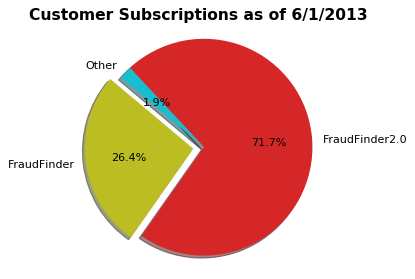 Customer Subscriptions as of 6/1/2013
Other
1.9%
71.7%
FraudFinder2.0
26.4%
FraudFinder